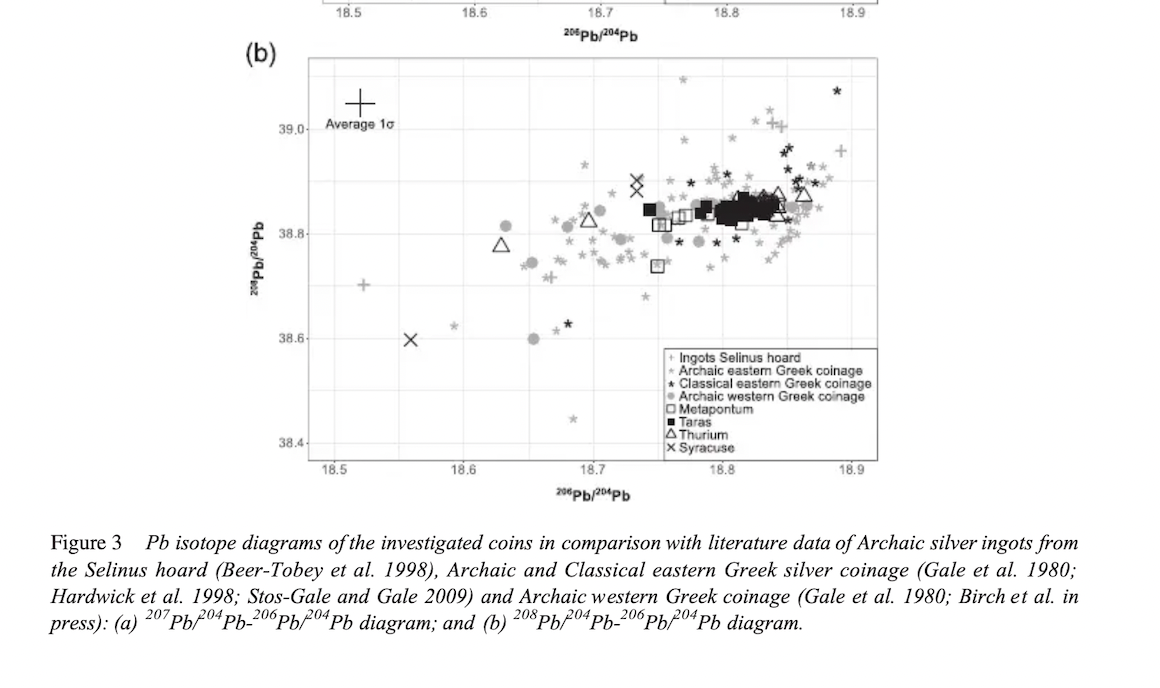 18.5 18.6 18.7 18.8 18.9
²⁰⁶Pb/²⁰⁴Pb
(b)
Average 1σ
39.0
38.8
²⁰⁸Pb/²⁰⁴Pb
38.6
38.4
Ingots Selinus hoard
Archaic eastern Greek coinage
Classical eastern Greek coinage
Archaic western Greek coinage
Metapontum
Taras
Thurium
Syracuse
18.5 18.6 18.7 18.8 18.9
²⁰⁶Pb/²⁰⁴Pb
Figure 3 Pb isotope diagrams of the investigated coins in comparison with literature data of Archaic silver ingots from
the Selinus hoard (Beer-Tobey et al. 1998), Archaic and Classical eastern Greek silver coinage (Gale et al. 1980;
Hardwick et al. 1998; Stos-Gale and Gale 2009) and Archaic western Greek coinage (Gale et al. 1980; Birch et al. in
press): (a) ²⁰⁷Pb/²⁰⁴Pb-²⁰⁶Pb/²⁰⁴Pb diagram; and (b) ²⁰⁸Pb/²⁰⁴Pb-²⁰⁶Pb/²⁰⁴Pb diagram.